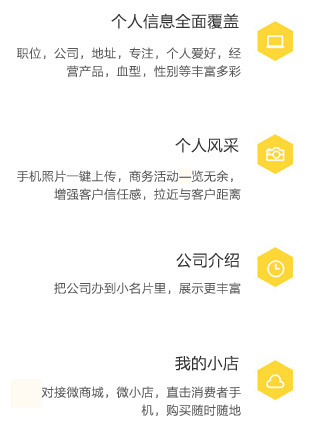 个人信息全面覆盖
职位，公司，地址，专注，个人爱好，经
营产品，血型，性别等丰富多彩
个人风采
手机照片一键上传，商务活动一览无余，
增强客户信任感，拉近与客户距离
公司介绍
把公司办到小名片里，展示更丰富
我的小店
对接微商城，微小店，直击消费者手
机，购买随时随地